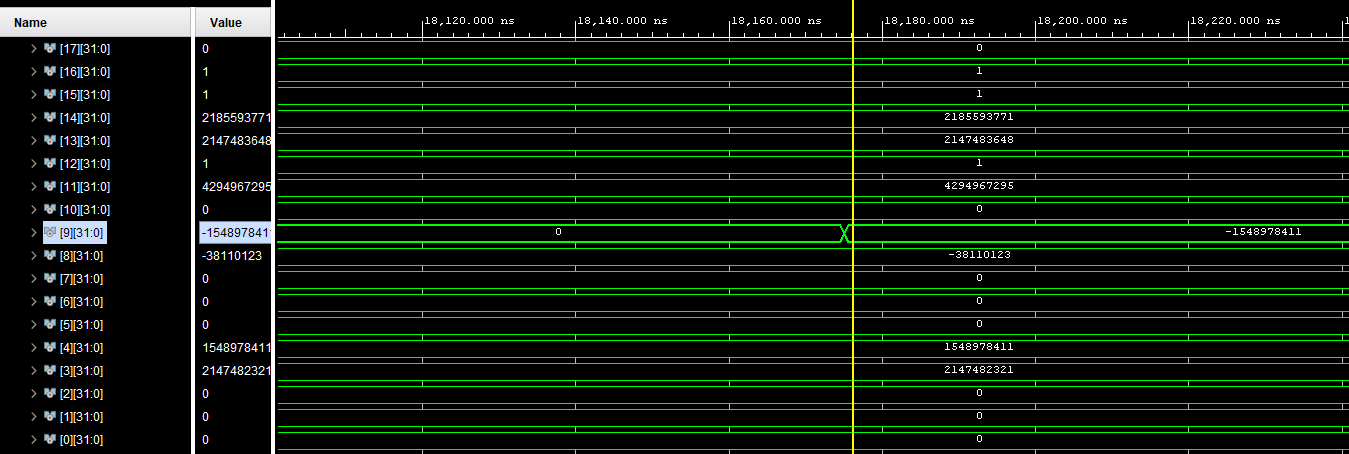 Name Value
18,120.000 ns 18,140.000 ns 18,160.000 ns 18,180.000 ns 18,200.000 ns 18,220.000 ns
[17][31:0] 0 0
[16][31:0] 1 1
[15][31:0] 1 1
[14][31:0] 2185593771 2185593771
[13][31:0] 2147483648 2147483648
[12][31:0] 1 1
[11][31:0] 4294967295 4294967295
[10][31:0] 0 0
[9][31:0] -1548978411 0 -1548978411
[8][31:0] -38110123 -38110123
[7][31:0] 0 0
[6][31:0] 0 0
[5][31:0] 0 0
[4][31:0] 1548978411 1548978411
[3][31:0] 2147482321 2147482321
[2][31:0] 0 0
[1][31:0] 0 0
[0][31:0] 0 0